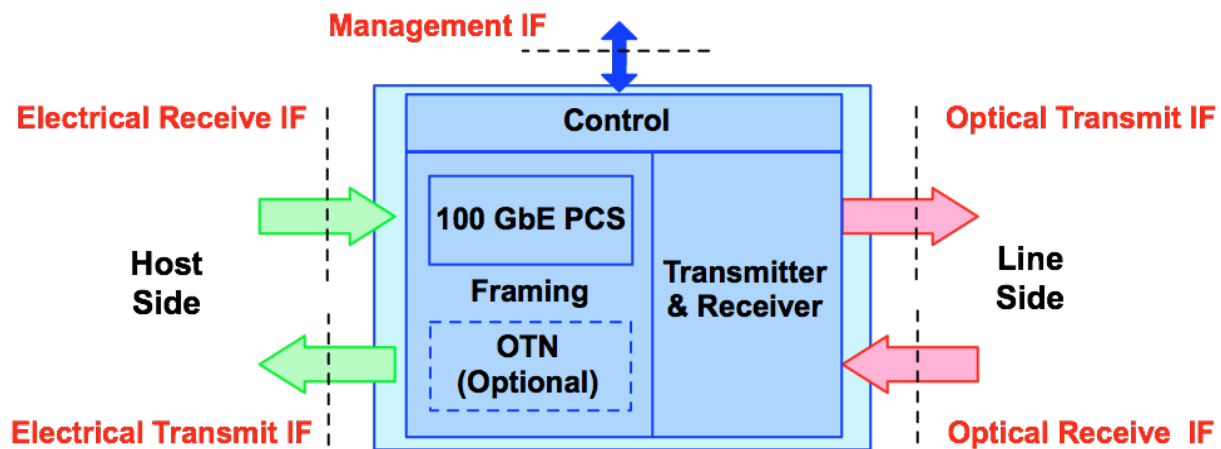 Management IF
Electrical Receive IF
Optical Transmit IF
Control
100 GbE PCS
Host
Side
Framing
Transmitter
& Receiver
Line
Side
OTN
(Optional)
Electrical Transmit IF
Optical Receive IF